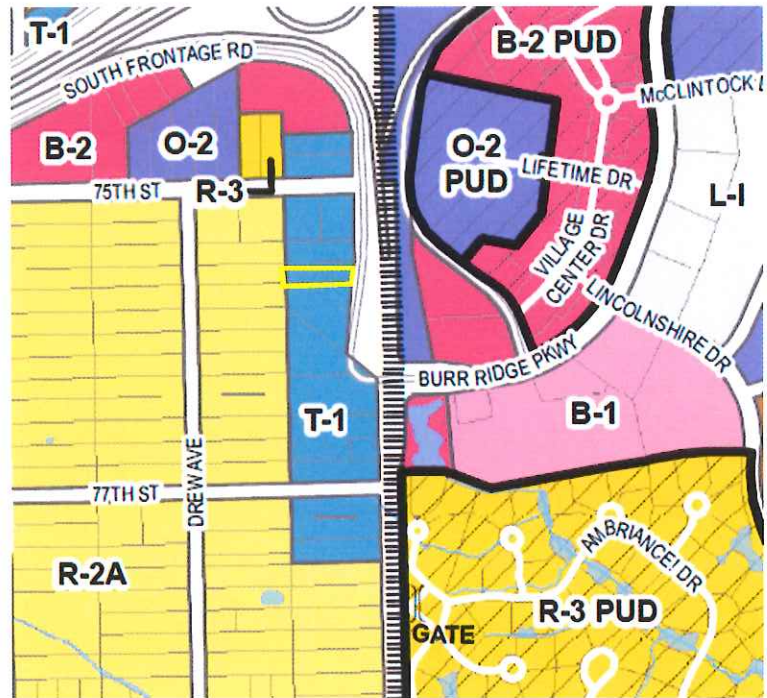 T-1
SOUTH FRONTAGE RD
B-2 PUD
McCLINTOCK
B-2
O-2
O-2
PUD
LIFETIME DR
L-I
75TH ST
R-3
VILLAGE
CENTER DR
LINCOLNSHIRE DR
BURR RIDGE PKWY
B-1
T-1
DREW AVE
77TH ST
R-2A
AMBRIANCE! DR
R-3 PUD
GATE